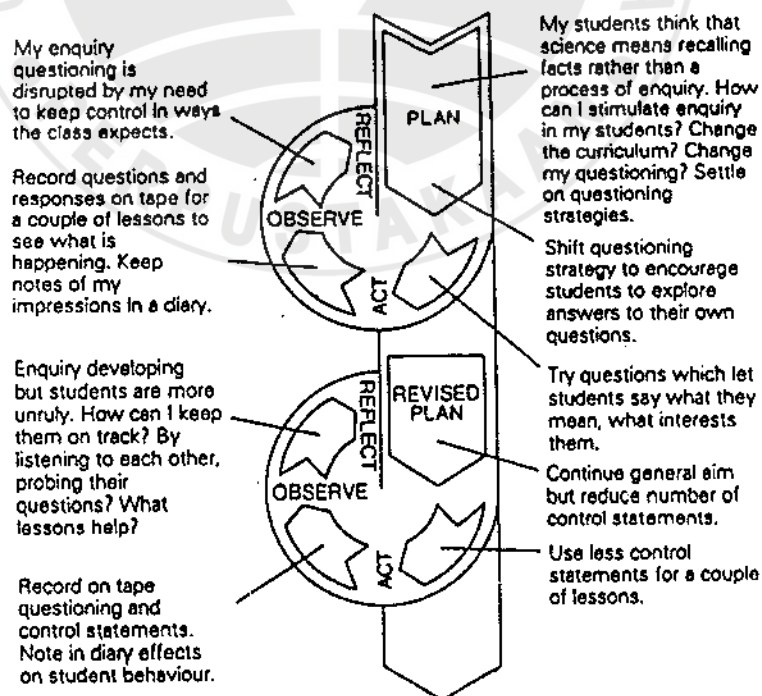 My enquiry
questioning is
disrupted by my need
to keep control in ways
the class expects.
Record questions and
responses on tape for
a couple of lessons to
see what is
happening. Keep
notes of my
impressions in a diary.
Enquiry developing
but students are more
unruly. How can I keep
them on track? By
listening to each other,
probing their
questions? What
lessons help?
Record on tape
questioning and
control statements.
Note in diary effects
on student behaviour.
PLAN
REFLECT
OBSERVE
ACT
REVISED
PLAN
REFLECT
OBSERVE
ACT
My students think that
science means recalling
facts rather than a
process of enquiry. How
can I stimulate enquiry
in my students? Change
the curriculum? Change
my questioning? Settle
on questioning
strategies.
Shift questioning
strategy to encourage
students to explore
answers to their own
questions.
Try questions which let
students say what they
mean, what interests
them.
Continue general aim
but reduce number of
control statements.
Use less control
statements for a couple
of lessons.